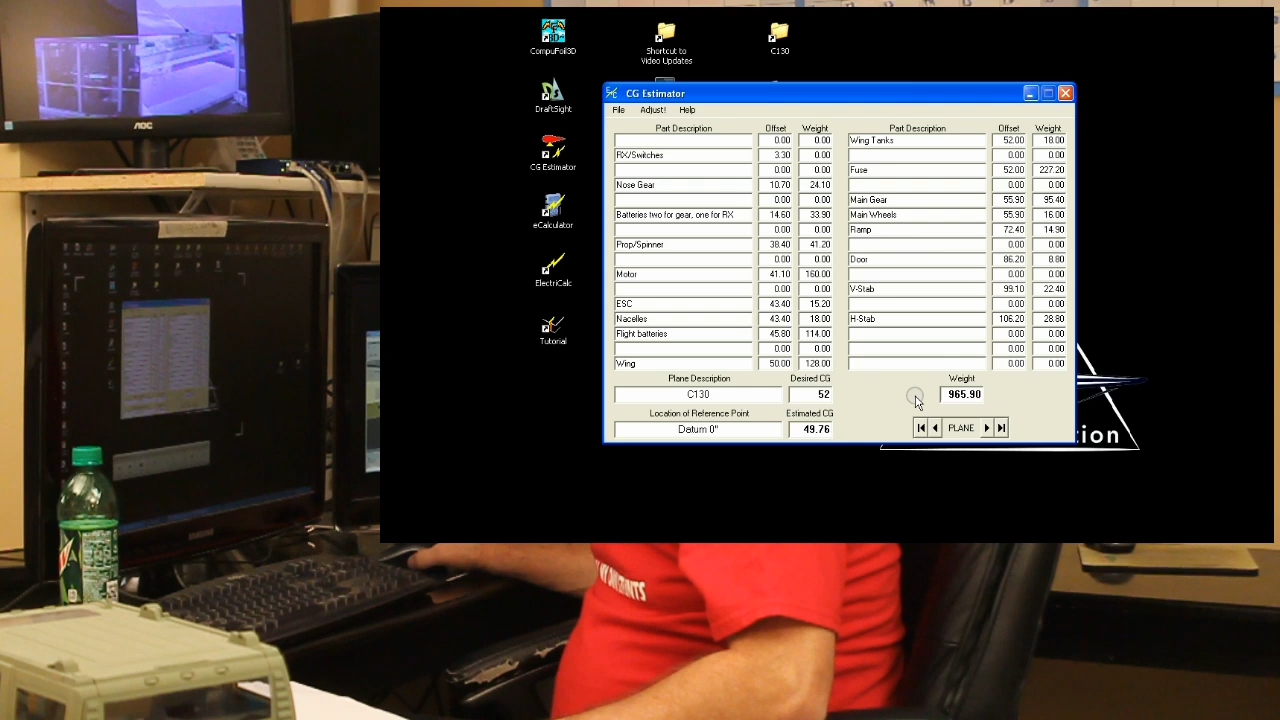 AOC
CompuFoil3D
Shortcut to
Video Updates
C130
DraftSight
CG Estimator
eCalculator
ElectriCalc
Tutorial
CG Estimator
File Adjust! Help
Part Description Offset Weight Part Description Offset Weight
0.00 0.00 Wing Tanks 52.00 18.00
RX/Switches 3.30 0.00 0.00 0.00
0.00 0.00 Fuse 52.00 227.20
Nose Gear 10.70 24.10 0.00 0.00
0.00 0.00 Main Gear 55.90 95.40
Batteries two for gear, one for RX 14.60 33.90 Main Wheels 55.90 16.00
0.00 0.00 Ramp 72.40 14.90
Prop/Spinner 38.40 41.20 0.00 0.00
0.00 0.00 Door 86.20 8.80
Motor 41.10 160.00 0.00 0.00
0.00 0.00 V-Stab 99.10 22.40
ESC 43.40 15.20 0.00 0.00
Nacelles 43.40 18.00 H-Stab 106.20 28.80
Flight batteries 45.80 114.00 0.00 0.00
0.00 0.00 0.00 0.00
Wing 50.00 128.00 0.00 0.00
Plane Description Desired CG Weight
C130 52 965.90
Location of Reference Point Estimated CG
Datum 0" 49.76 PLANE
ion